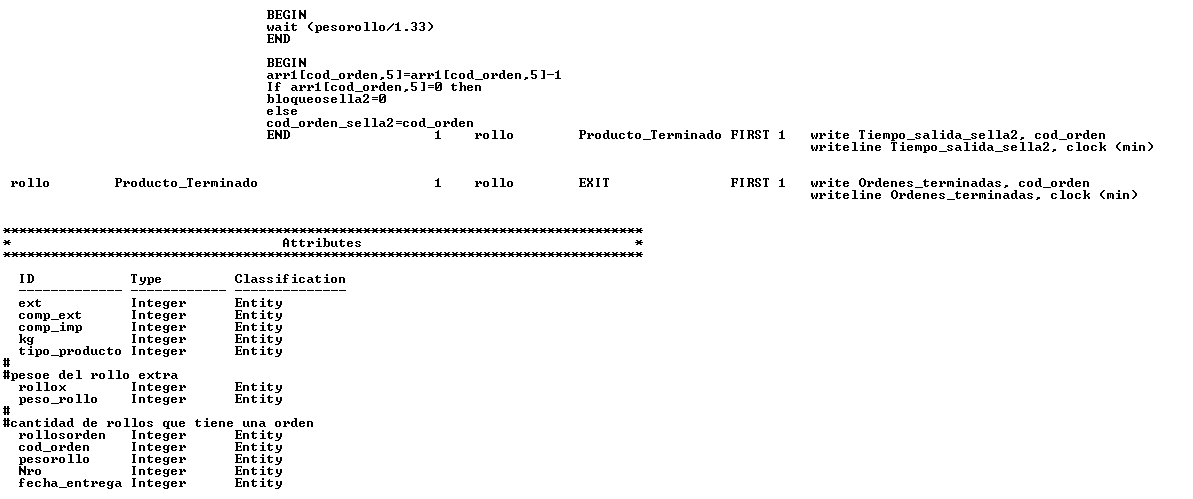 BEGIN
wait (pesorollo/1.33)
END
BEGIN
arr1[cod_orden,5]=arr1[cod_orden,5]-1
If arr1[cod_orden,5]=0 then
bloqueosella2=0
else
cod_orden_sella2=cod_orden
END 1 rollo Producto_Terminado FIRST 1 write Tiempo_salida_sella2, cod_orden
writeline Tiempo_salida_sella2, clock (min)
rollo Producto_Terminado 1 rollo EXIT FIRST 1 write Ordenes_terminadas, cod_orden
writeline Ordenes_terminadas, clock (min)
********************************************************************************
* Attributes *
********************************************************************************
ID Type Classification
------------- ------------ --------------
ext Integer Entity
comp_ext Integer Entity
comp_imp Integer Entity
kg Integer Entity
tipo_producto Integer Entity
#
#pesoe del rollo extra
rollox Integer Entity
peso_rollo Integer Entity
#
#cantidad de rollos que tiene una orden
rollosorden Integer Entity
cod_orden Integer Entity
pesorollo Integer Entity
Nro Integer Entity
fecha_entrega Integer Entity